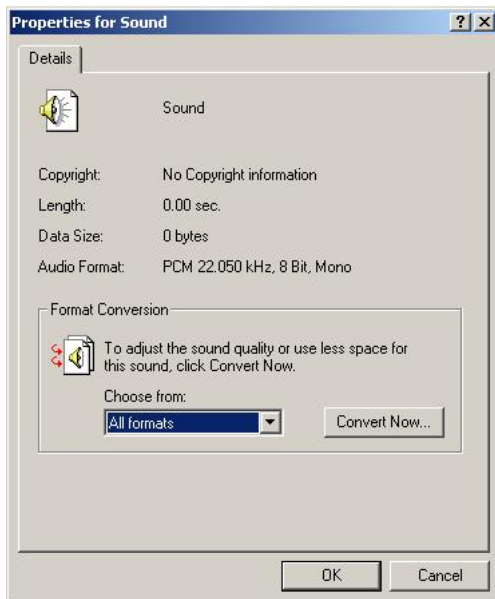 Properties for Sound
Details
Sound
Copyright: No Copyright information
Length: 0.00 sec.
Data Size: 0 bytes
Audio Format: PCM 22.050 kHz, 8 Bit, Mono
Format Conversion
To adjust the sound quality or use less space for
this sound, click Convert Now.
Choose from:
All formats Convert Now...
OK Cancel